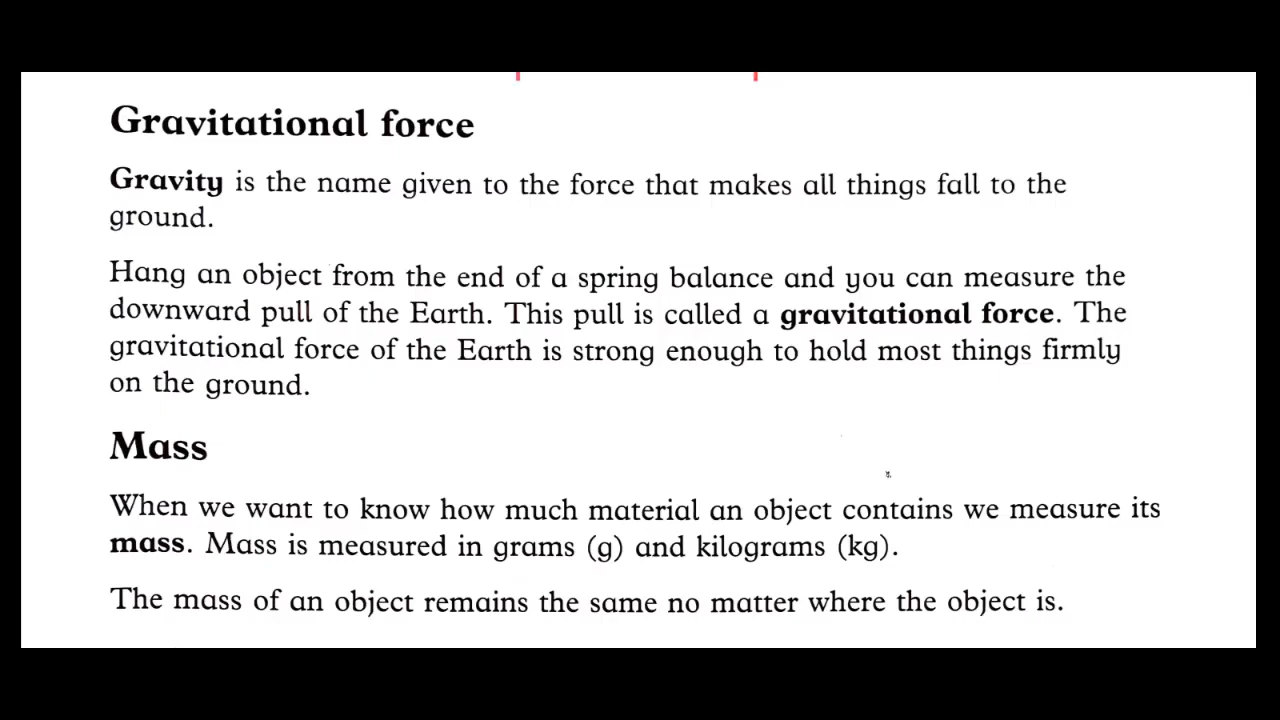 Gravitational force
Gravity is the name given to the force that makes all things fall to the
ground.
Hang an object from the end of a spring balance and you can measure the
downward pull of the Earth. This pull is called a gravitational force. The
gravitational force of the Earth is strong enough to hold most things firmly
on the ground.
Mass
When we want to know how much material an object contains we measure its
mass. Mass is measured in grams (g) and kilograms (kg).
The mass of an object remains the same no matter where the object is.